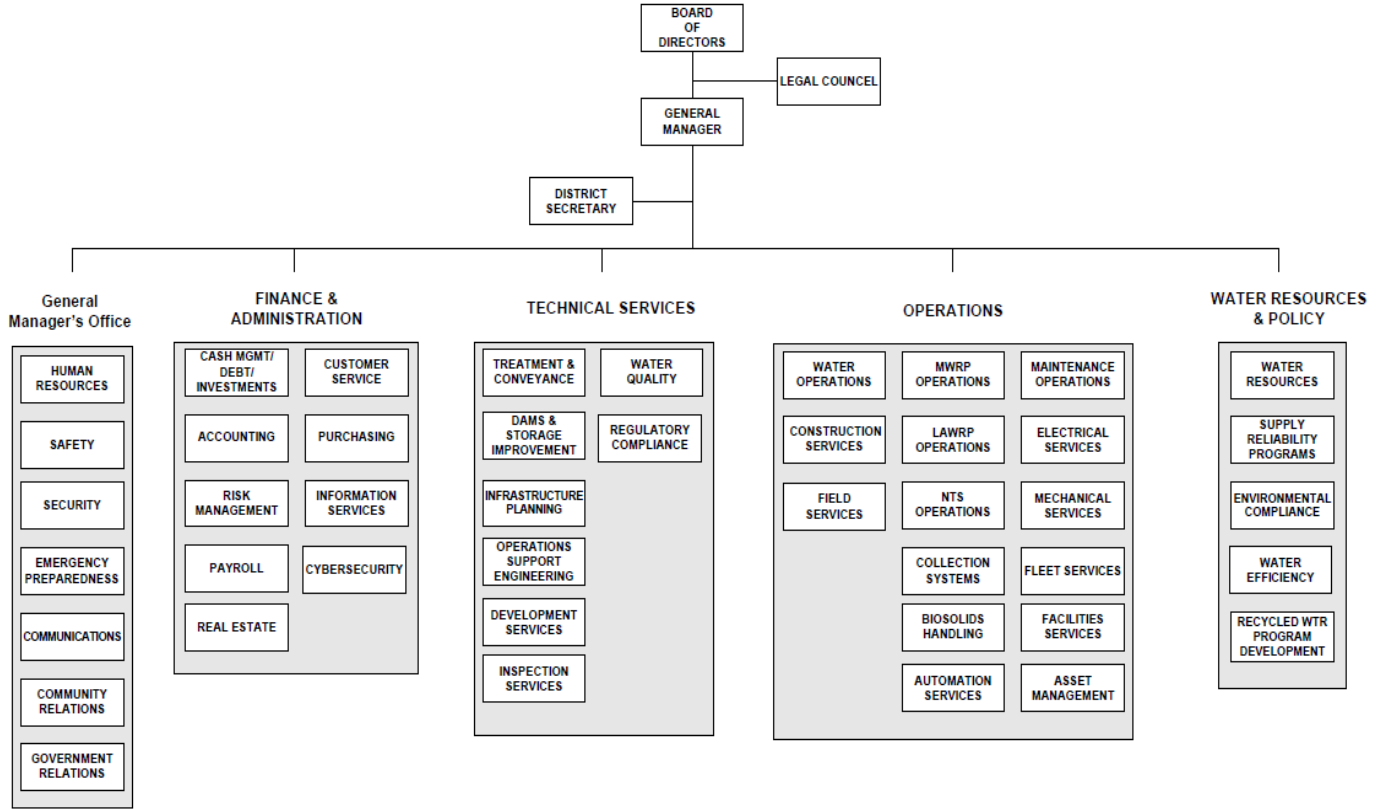 BOARD
OF
DIRECTORS
LEGAL COUNCEL
GENERAL
MANAGER
DISTRICT
SECRETARY
General
Manager's Office
HUMAN
RESOURCES
SAFETY
SECURITY
EMERGENCY
PREPAREDNESS
COMMUNICATIONS
COMMUNITY
RELATIONS
GOVERNMENT
RELATIONS
FINANCE &
ADMINISTRATION
CASH MGMT/
DEBT/
INVESTMENTS
CUSTOMER
SERVICE
ACCOUNTING
PURCHASING
RISK
MANAGEMENT
INFORMATION
SERVICES
PAYROLL
CYBERSECURITY
REAL ESTATE
TECHNICAL SERVICES
TREATMENT &
CONVEYANCE
WATER
QUALITY
DAMS &
STORAGE
IMPROVEMENT
REGULATORY
COMPLIANCE
INFRASTRUCTURE
PLANNING
OPERATIONS
SUPPORT
ENGINEERING
DEVELOPMENT
SERVICES
INSPECTION
SERVICES
OPERATIONS
WATER
OPERATIONS
MWRP
OPERATIONS
MAINTENANCE
OPERATIONS
CONSTRUCTION
SERVICES
LAWRP
OPERATIONS
ELECTRICAL
SERVICES
FIELD
SERVICES
NTS
OPERATIONS
MECHANICAL
SERVICES
COLLECTION
SYSTEMS
FLEET SERVICES
BIOSOLIDS
HANDLING
FACILITIES
SERVICES
AUTOMATION
SERVICES
ASSET
MANAGEMENT
WATER RESOURCES
& POLICY
WATER
RESOURCES
SUPPLY
RELIABILITY
PROGRAMS
ENVIRONMENTAL
COMPLIANCE
WATER
EFFICIENCY
RECYCLED WTR
PROGRAM
DEVELOPMENT